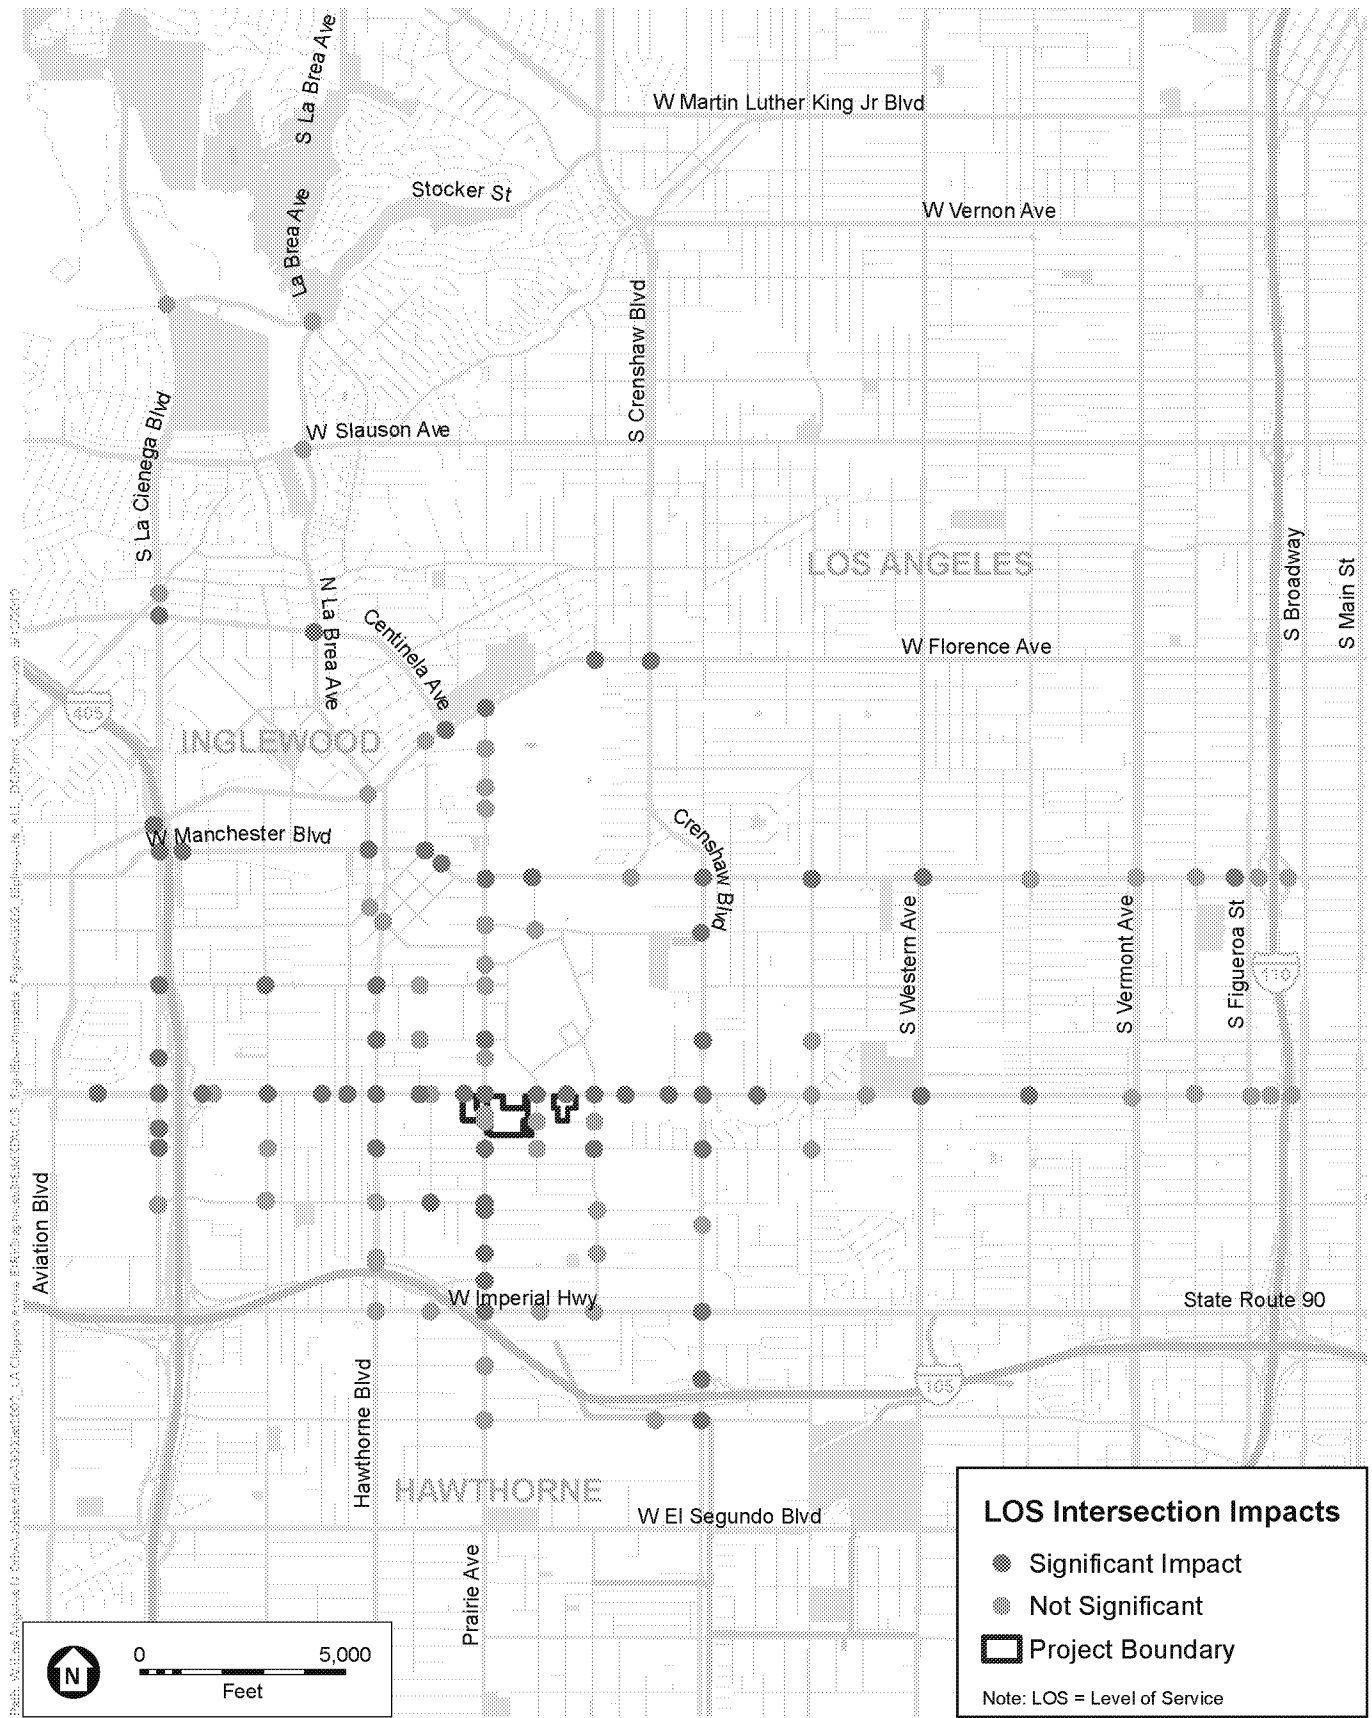 S La Brea Ave
W Martin Luther King Jr Blvd
Stocker St
La Brea Ave
W Vernon Ave
S Crenshaw Blvd
S La Cienega Blvd
W Slauson Ave
LOS ANGELES
S Broadway
S Main St
N La Brea Ave
Centinela Ave
W Florence Ave
405
INGLEWOOD
W Manchester Blvd
Crenshaw Blvd
S Western Ave
S Vermont Ave
S Figueroa St
110
Aviation Blvd
W Imperial Hwy
State Route 90
Hawthorne Blvd
105
HAWTHORNE
W El Segundo Blvd
Prairie Ave
LOS Intersection Impacts
Significant Impact
Not Significant
Project Boundary
Note: LOS = Level of Service
N
0 5,000
Feet